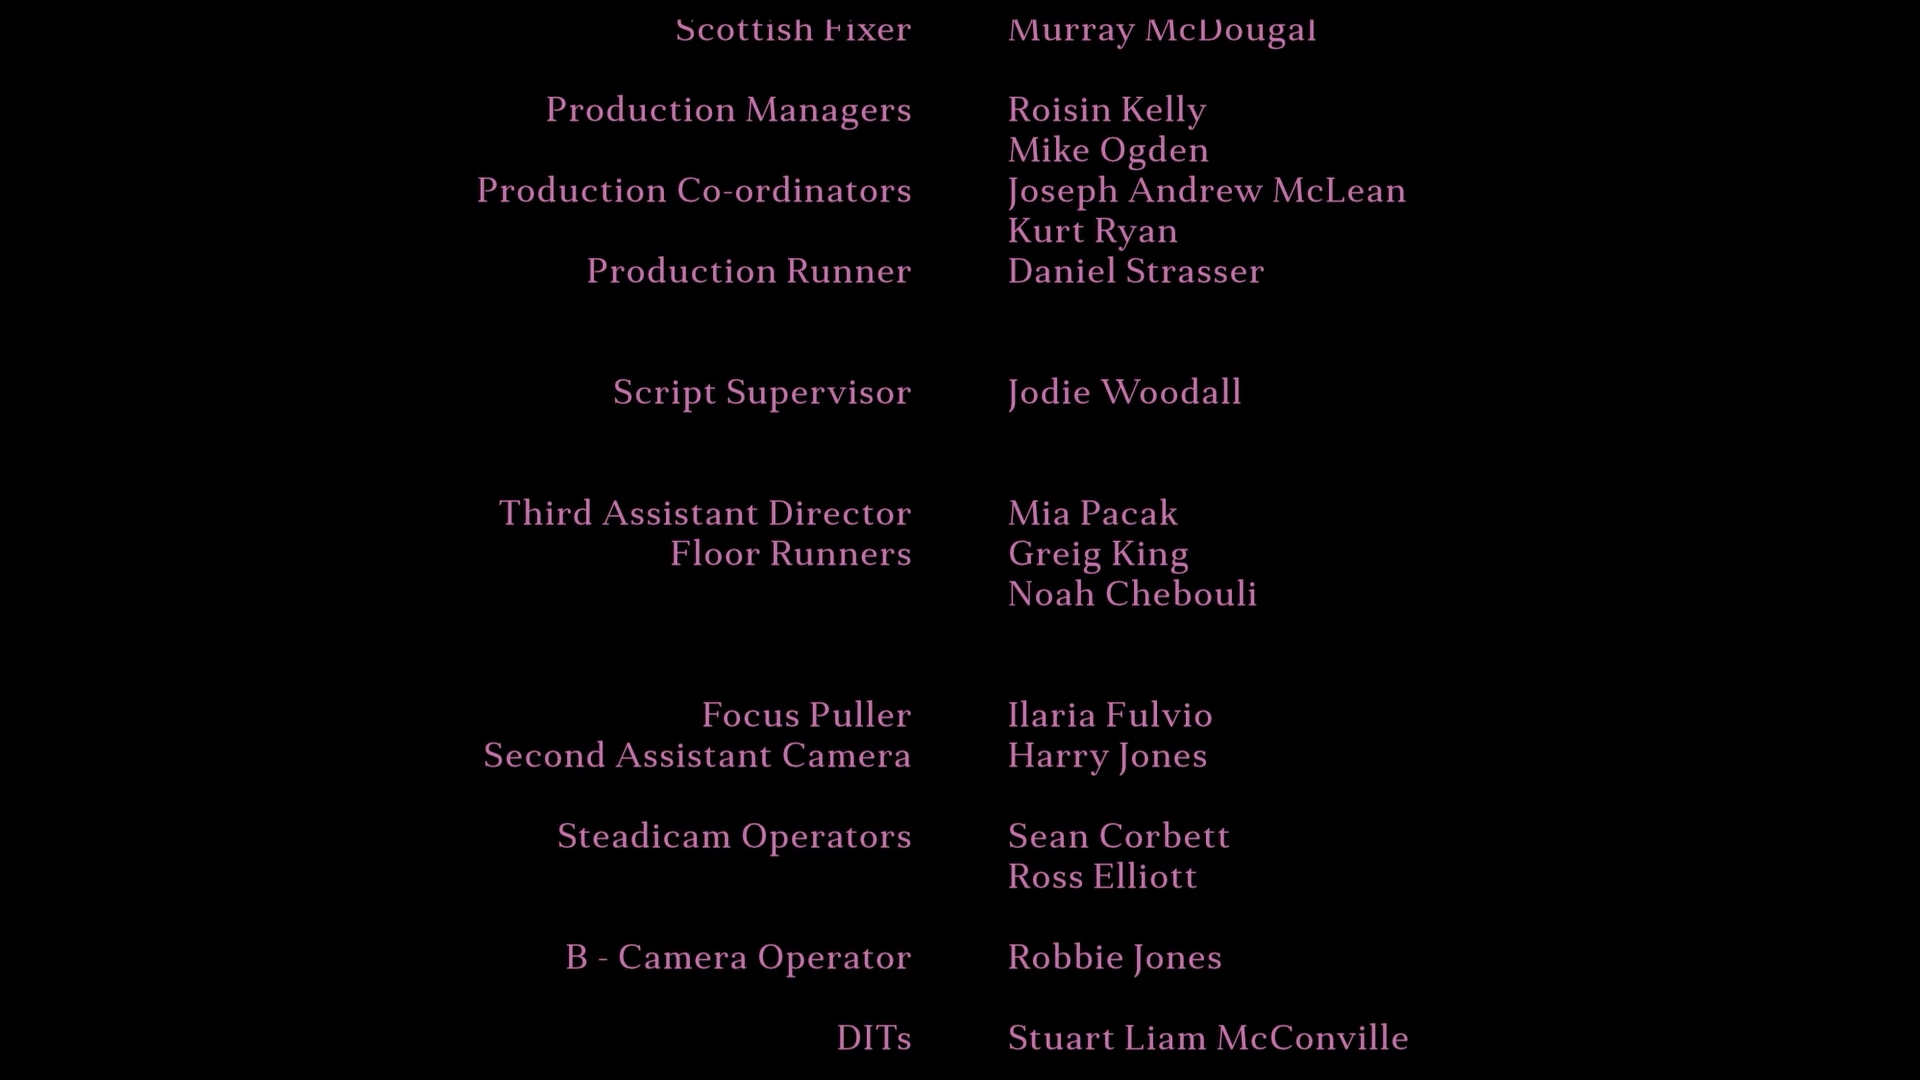 Scottish Fixer Murray McDougal
Production Managers Roisin Kelly
Mike Ogden
Production Co-ordinators Joseph Andrew McLean
Kurt Ryan
Production Runner Daniel Strasser
Script Supervisor Jodie Woodall
Third Assistant Director Mia Pacak
Floor Runners Greig King
Noah Chebouli
Focus Puller Ilaria Fulvio
Second Assistant Camera Harry Jones
Steadicam Operators Sean Corbett
Ross Elliott
B - Camera Operator Robbie Jones
DITs Stuart Liam McConville